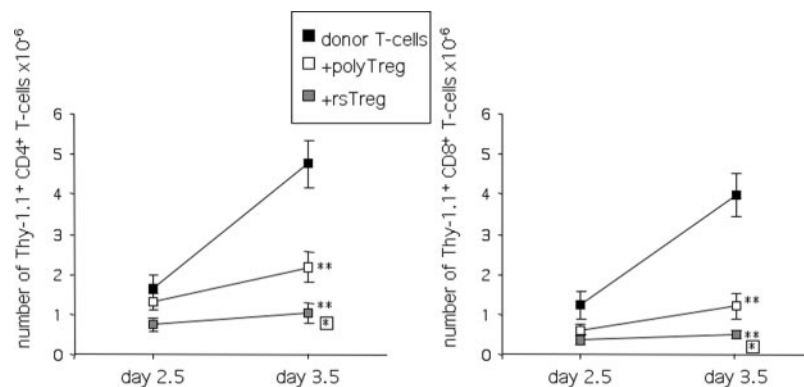 donor T-cells
+polyTreg
+rsTreg
number of Thy-1.1⁺ CD4⁺ T-cells x10⁻⁶
6
5
4
3
2
1
0
**
**
*
day 2.5
day 3.5
number of Thy-1.1⁺ CD8⁺ T-cells x10⁻⁶
6
5
4
3
2
1
0
**
**
*
day 2.5
day 3.5